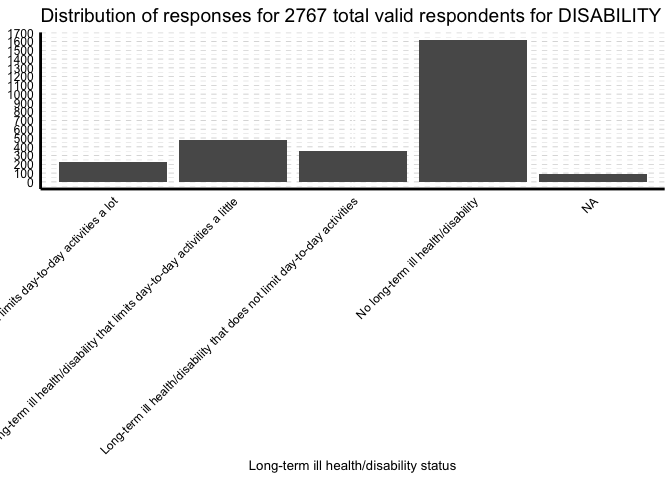 Distribution of responses for 2767 total valid respondents for DISABILITY
1700
1600
1500
1400
1300
1200
1100
1000
900
800
700
600
500
400
300
200
100
0
limits day-to-day activities a lot
ng-term ill health/disability that limits day-to-day activities a little
Long-term ill health/disability that does not limit day-to-day activities
No long-term ill health/disability
NA
Long-term ill health/disability status